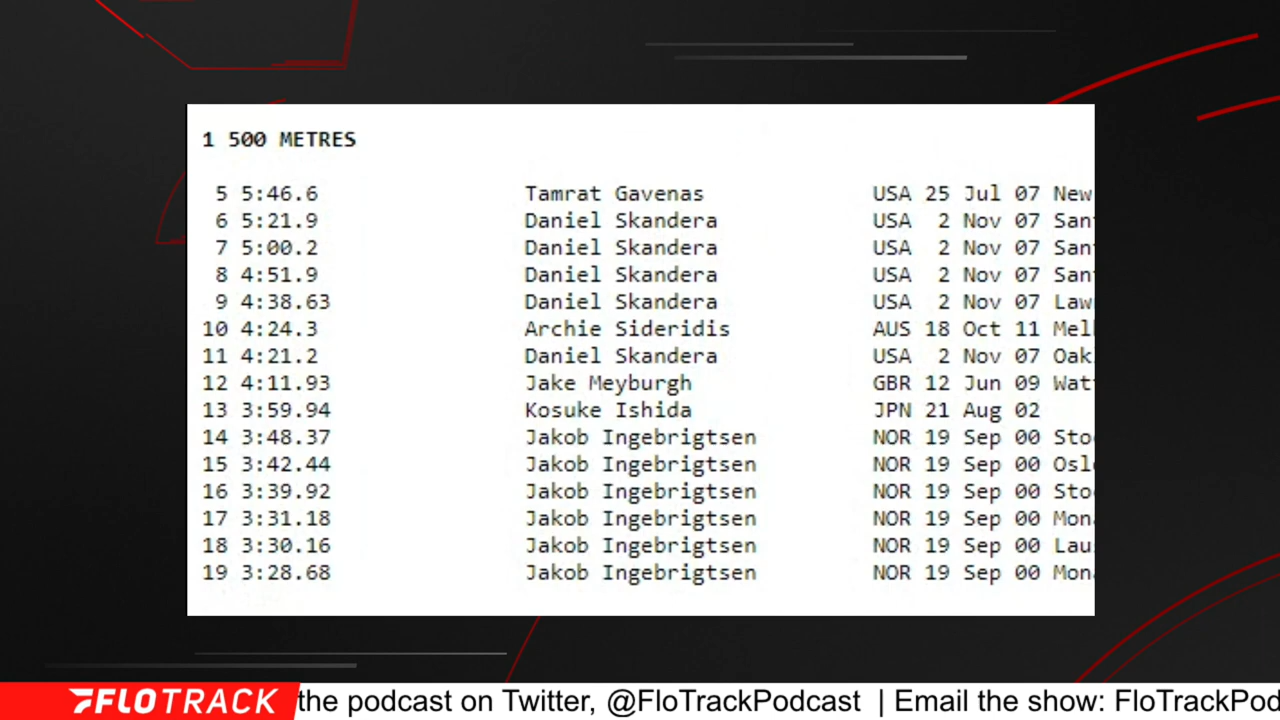 1 500 METRES
5 5:46.6 Tamrat Gavenas USA 25 Jul 07 New
6 5:21.9 Daniel Skandera USA 2 Nov 07 San
7 5:00.2 Daniel Skandera USA 2 Nov 07 San
8 4:51.9 Daniel Skandera USA 2 Nov 07 San
9 4:38.63 Daniel Skandera USA 2 Nov 07 Law
10 4:24.3 Archie Sideridis AUS 18 Oct 11 Mel
11 4:21.2 Daniel Skandera USA 2 Nov 07 Oak
12 4:11.93 Jake Meyburgh GBR 12 Jun 09 Wat
13 3:59.94 Kosuke Ishida JPN 21 Aug 02
14 3:48.37 Jakob Ingebrigtsen NOR 19 Sep 00 Sto
15 3:42.44 Jakob Ingebrigtsen NOR 19 Sep 00 Osl
16 3:39.92 Jakob Ingebrigtsen NOR 19 Sep 00 Sto
17 3:31.18 Jakob Ingebrigtsen NOR 19 Sep 00 Mon
18 3:30.16 Jakob Ingebrigtsen NOR 19 Sep 00 Lau
19 3:28.68 Jakob Ingebrigtsen NOR 19 Sep 00 Mon
FLOTRACK the podcast on Twitter, @FloTrackPodcast | Email the show: FloTrackPod